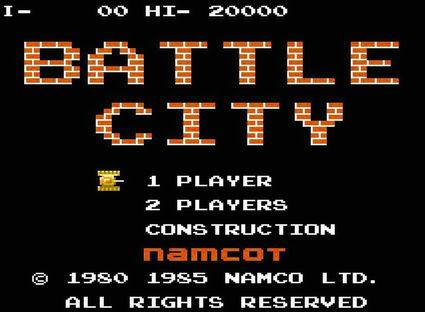 I- 00 HI- 20000
BATTLE
CITY
1 PLAYER
2 PLAYERS
CONSTRUCTION
namcot
© 1980 1985 NAMCO LTD.
ALL RIGHTS RESERVED